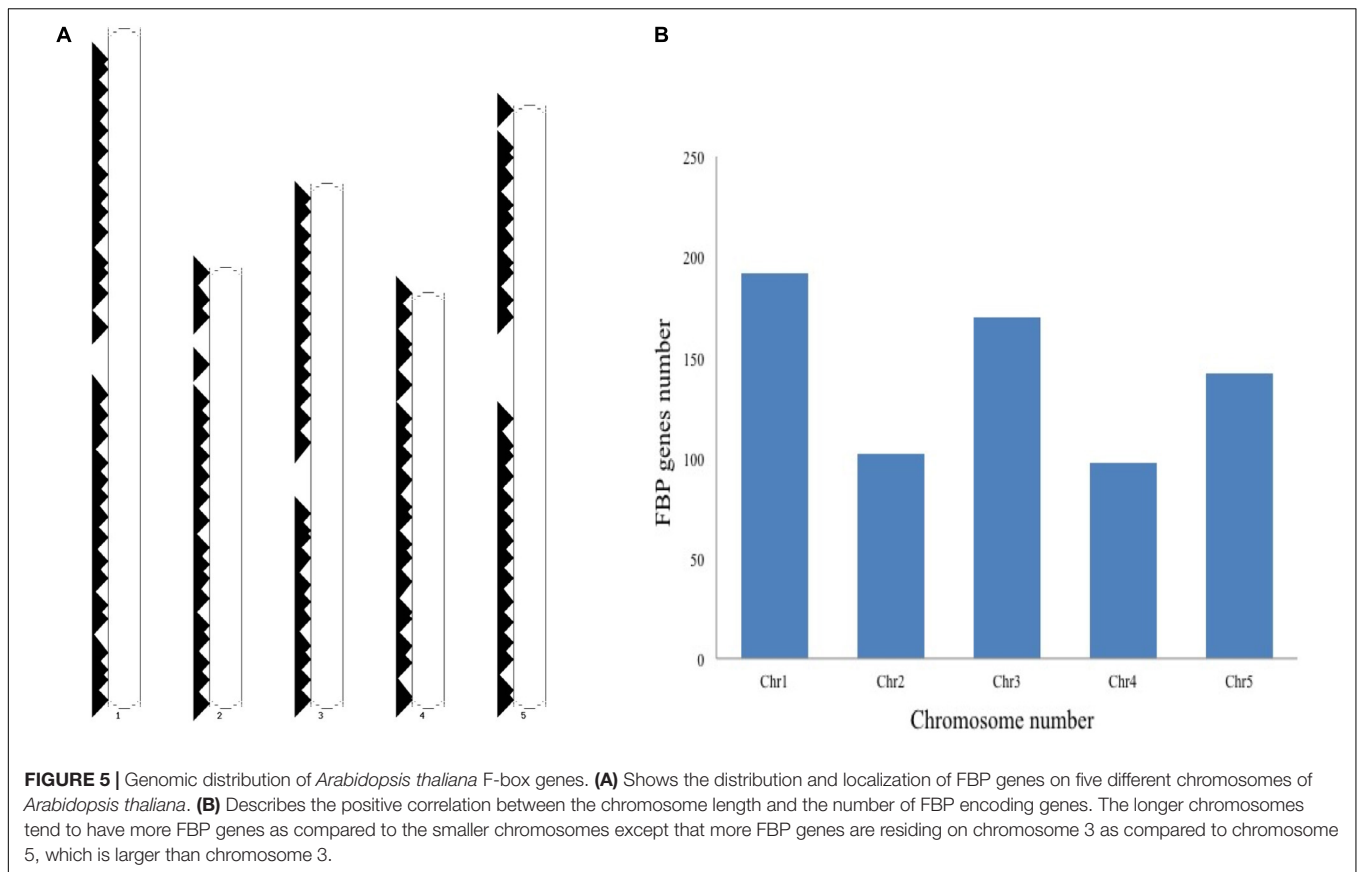 A
B
1
2
3
4
5
250
200
150
100
50
0
FBP genes number
Chr1
Chr2
Chr3
Chr4
Chr5
Chromosome number
FIGURE 5 | Genomic distribution of Arabidopsis thaliana F-box genes. (A) Shows the distribution and localization of FBP genes on five different chromosomes of
Arabidopsis thaliana. (B) Describes the positive correlation between the chromosome length and the number of FBP encoding genes. The longer chromosomes
tend to have more FBP genes as compared to the smaller chromosomes except that more FBP genes are residing on chromosome 3 as compared to chromosome
5, which is larger than chromosome 3.